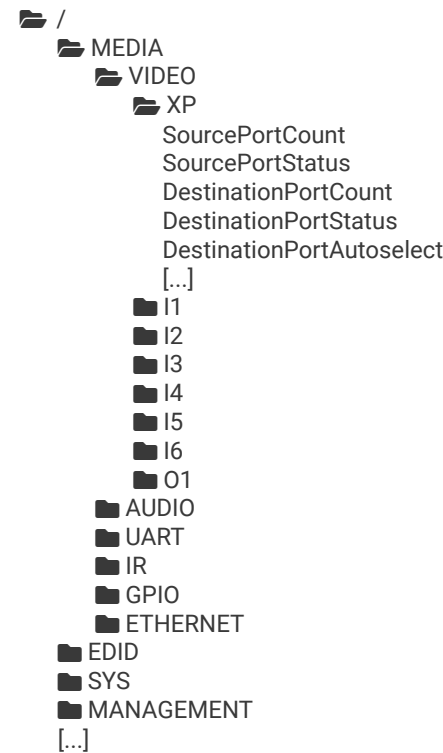 /
MEDIA
VIDEO
XP
SourcePortCount
SourcePortStatus
DestinationPortCount
DestinationPortStatus
DestinationPortAutoselect
[...]
I1
I2
I3
I4
I5
I6
O1
AUDIO
UART
IR
GPIO
ETHERNET
EDID
SYS
MANAGEMENT
[...]